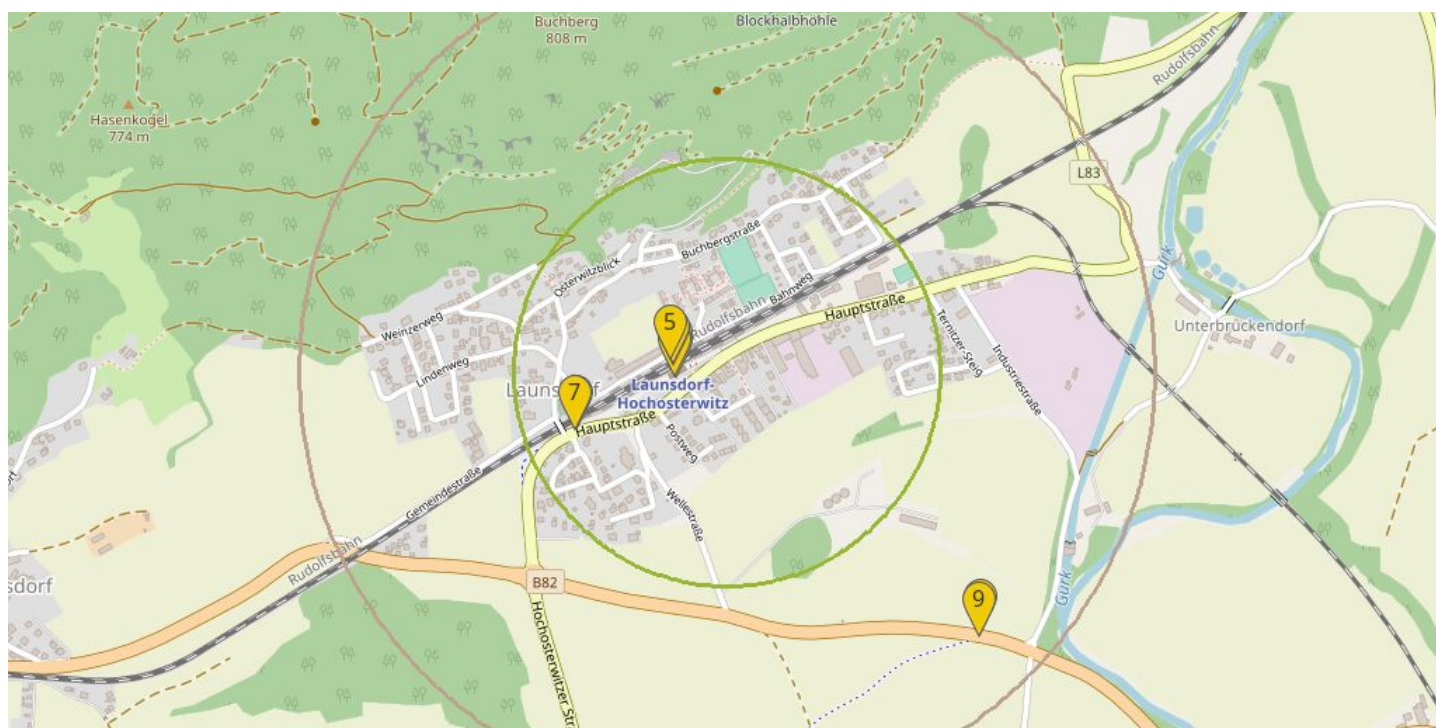 Buchberg
808 m
Blockhalbhöhle
Rudolfsbahn
Hasenkogel
774 m
L83
Gurk
Buchbergstraße
Osterwitzblick
Bahnweg
Rudolfsbahn
Hauptstraße
Weinzerweg
Unterbrückendorf
5
Ternitzer-Steig
Industriestraße
Lindenweg
Launsdorf-
Hochosterwitz
7
Hauptstraße
Postweg
Gemeindestraße
Wellestraße
Rudolfsbahn
sdorf
B82
Gurk
9
Hochosterwitzer Str